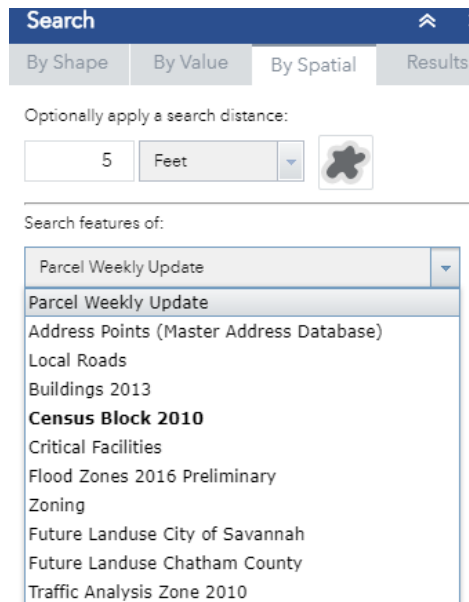 Search
By Shape By Value By Spatial Results
Optionally apply a search distance:
5 Feet
Search features of:
Parcel Weekly Update
Parcel Weekly Update
Address Points (Master Address Database)
Local Roads
Buildings 2013
Census Block 2010
Critical Facilities
Flood Zones 2016 Preliminary
Zoning
Future Landuse City of Savannah
Future Landuse Chatham County
Traffic Analysis Zone 2010